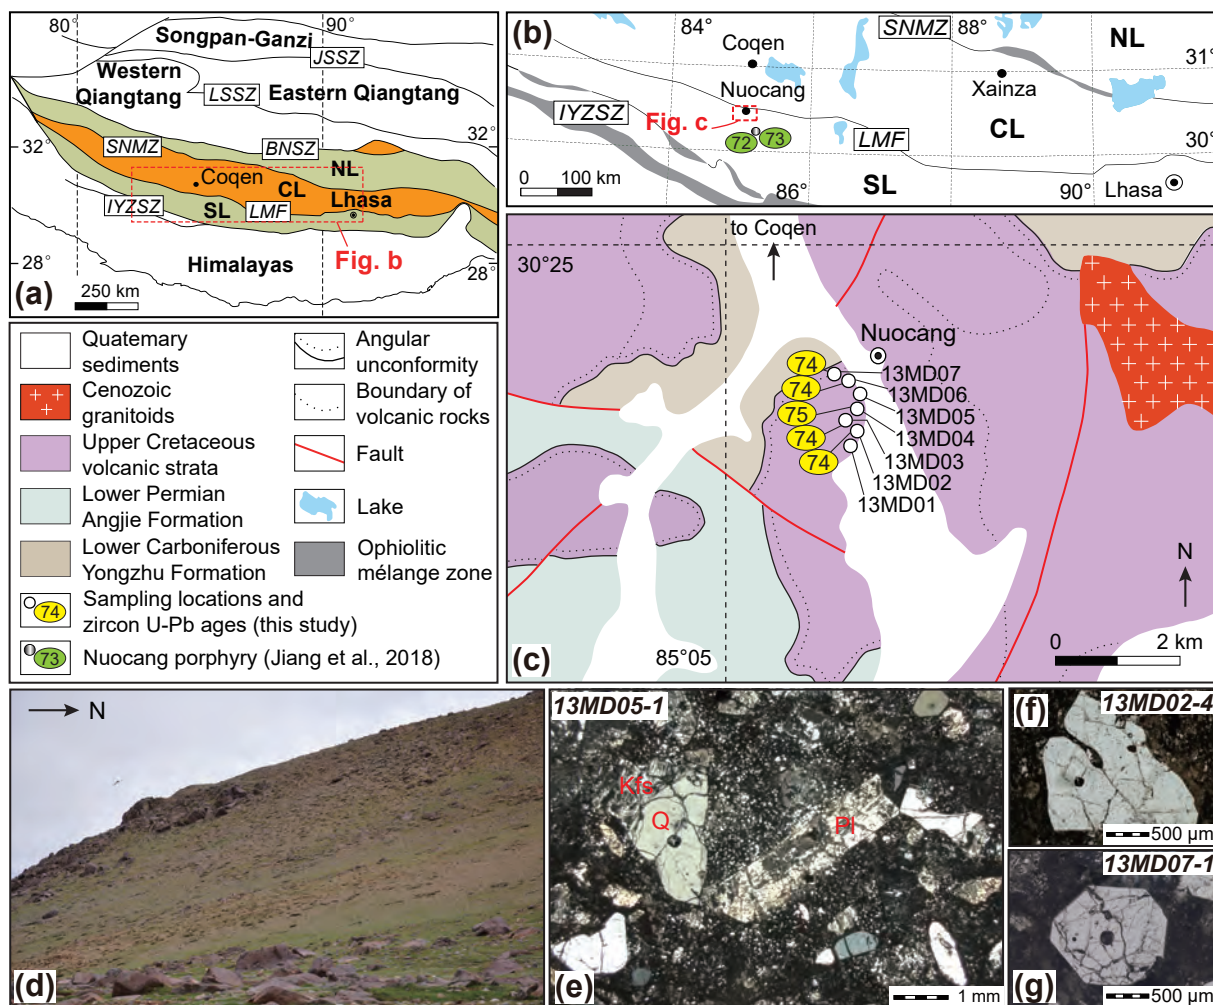 80°
90°
Songpan-Ganzi
JSSZ
Western
Qiangtang
LSSZ
Eastern Qiangtang
32°
32°
SNMZ
BNSZ
NL
Coqen
CL
Lhasa
IYZSZ
SL
LMF
Fig. b
28°
28°
Himalayas
(a)
250 km
(b)
84°
SNMZ
88°
NL
31°
Coqen
Xainza
Nuocang
IYZSZ
Fig. c
CL
72
73
LMF
30°
0 100 km
86°
SL
90°
Lhasa
Quatemary
sediments
Cenozoic
granitoids
Upper Cretaceous
volcanic strata
Lower Permian
Angjie Formation
Lower Carboniferous
Yongzhu Formation
Angular
unconformity
Boundary of
volcanic rocks
Fault
Lake
Ophiolitic
mélange zone
74
Sampling locations and
zircon U-Pb ages (this study)
73
Nuocang porphyry (Jiang et al., 2018)
to Coqen
30°25
Nuocang
74
13MD07
74
13MD06
75
13MD05
74
13MD04
74
13MD03
13MD02
13MD01
N
(c)
85°05
0 2 km
N
(d)
13MD05-1
Kfs
Q
Pl
(e)
1 mm
(f)
13MD02-4
500 µm
13MD07-1
(g)
500 µm